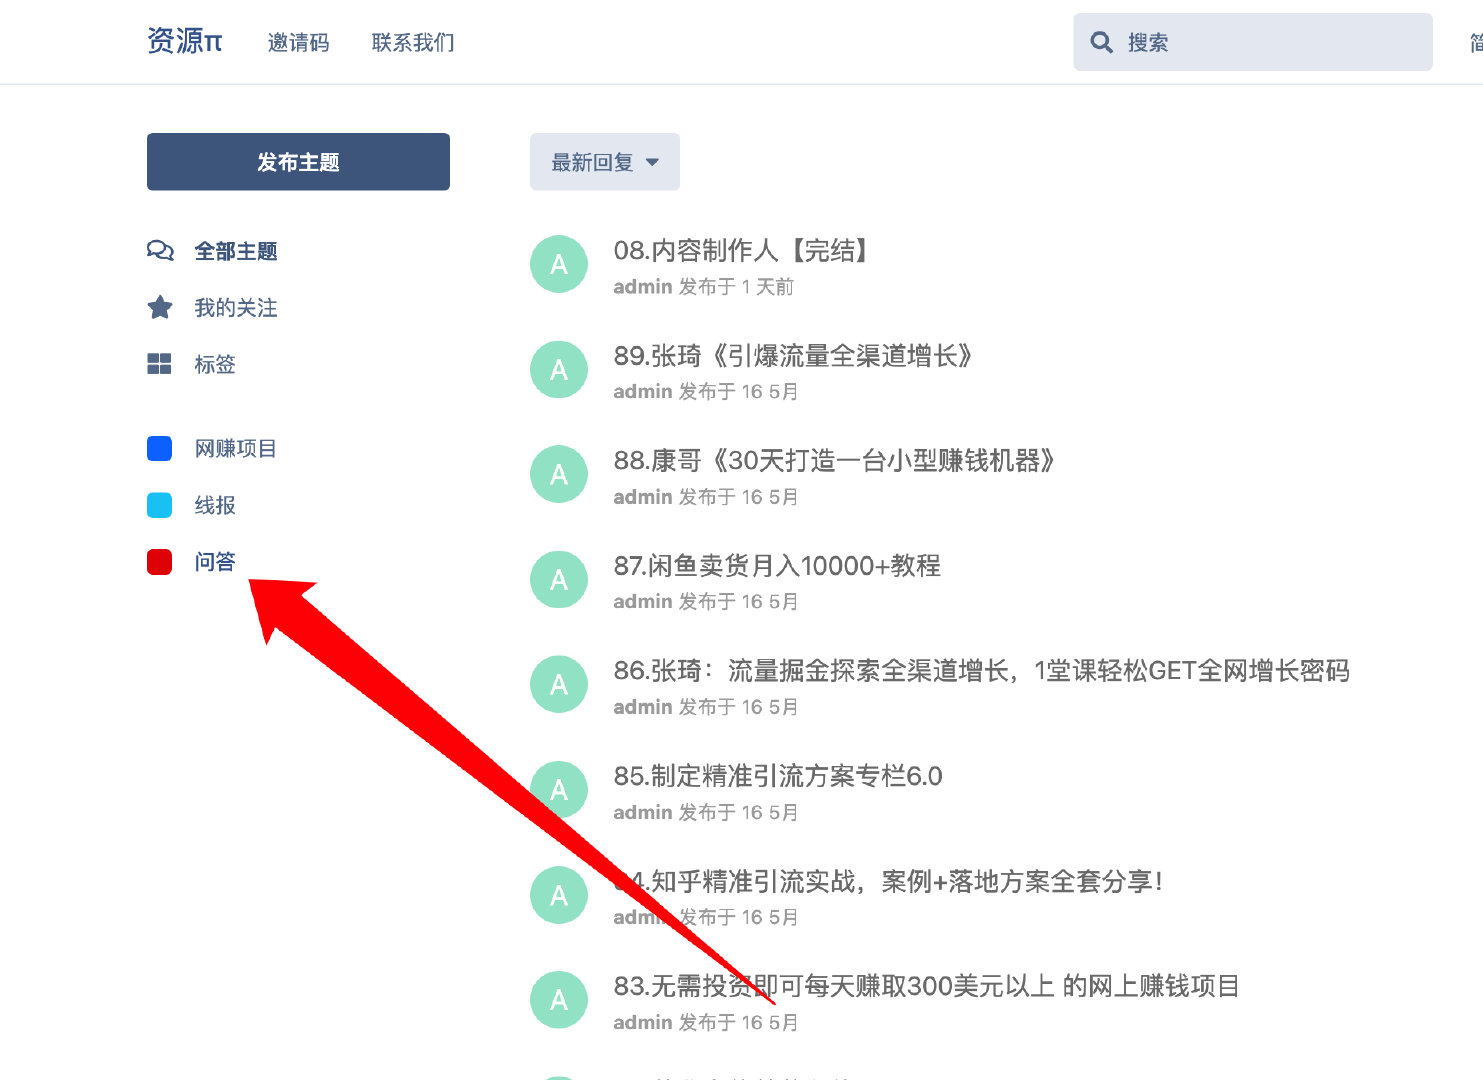 资源π 邀请码 联系我们 搜索
发布主题
最新回复
全部主题
我的关注
标签
网赚项目
线报
问答
A 08.内容制作人【完结】
admin 发布于 1 天前
A 89.张琦《引爆流量全渠道增长》
admin 发布于 16 5月
A 88.康哥《30天打造一台小型赚钱机器》
admin 发布于 16 5月
A 87.闲鱼卖货月入10000+教程
admin 发布于 16 5月
A 86.张琦：流量掘金探索全渠道增长，1堂课轻松GET全网增长密码
admin 发布于 16 5月
A 85.制定精准引流方案专栏6.0
admin 发布于 16 5月
A 84.知乎精准引流实战，案例+落地方案全套分享！
admin 发布于 16 5月
A 83.无需投资即可每天赚取300美元以上 的网上赚钱项目
admin 发布于 16 5月